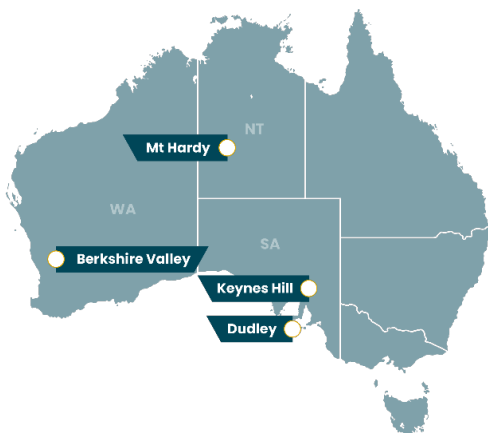 NT
Mt Hardy
WA
SA
Berkshire Valley
Keynes Hill
Dudley